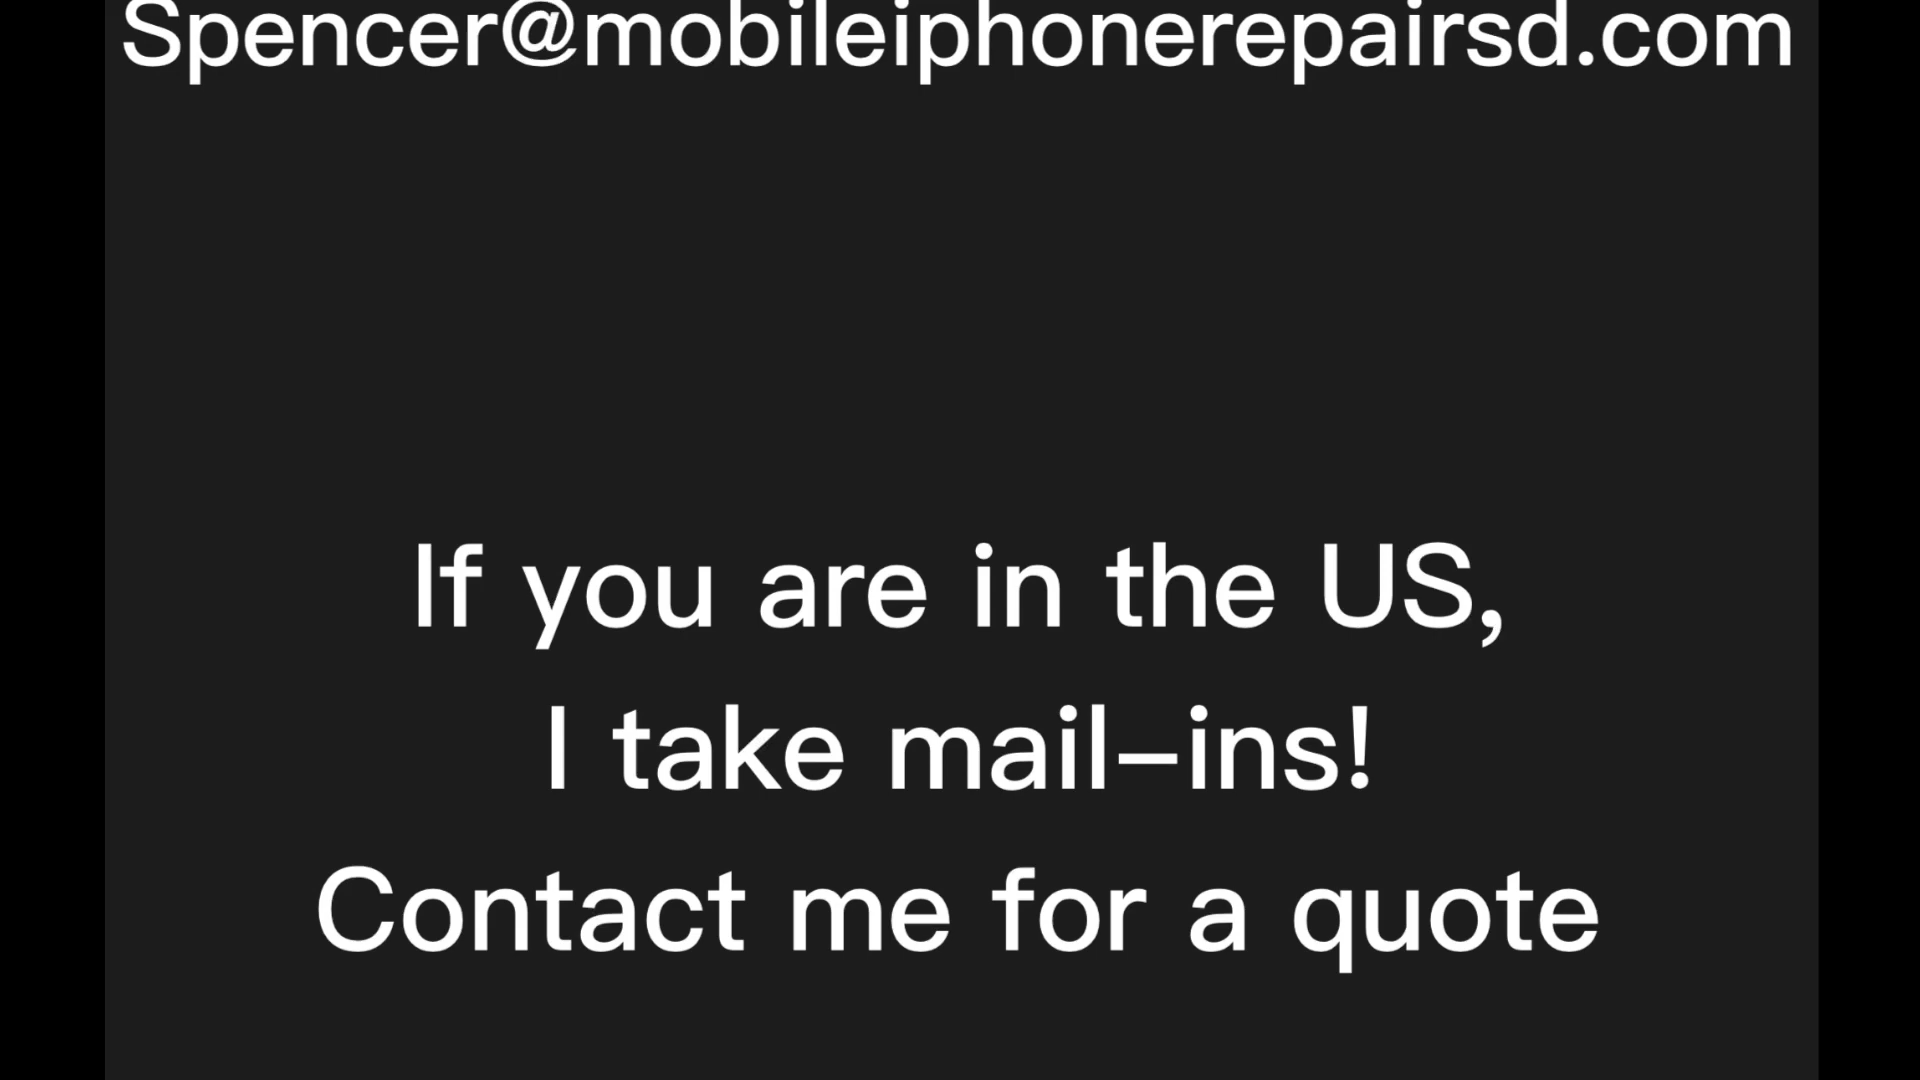 Spencer@mobileiphonerepairsd.com
If you are in the US,
I take mail-ins!
Contact me for a quote